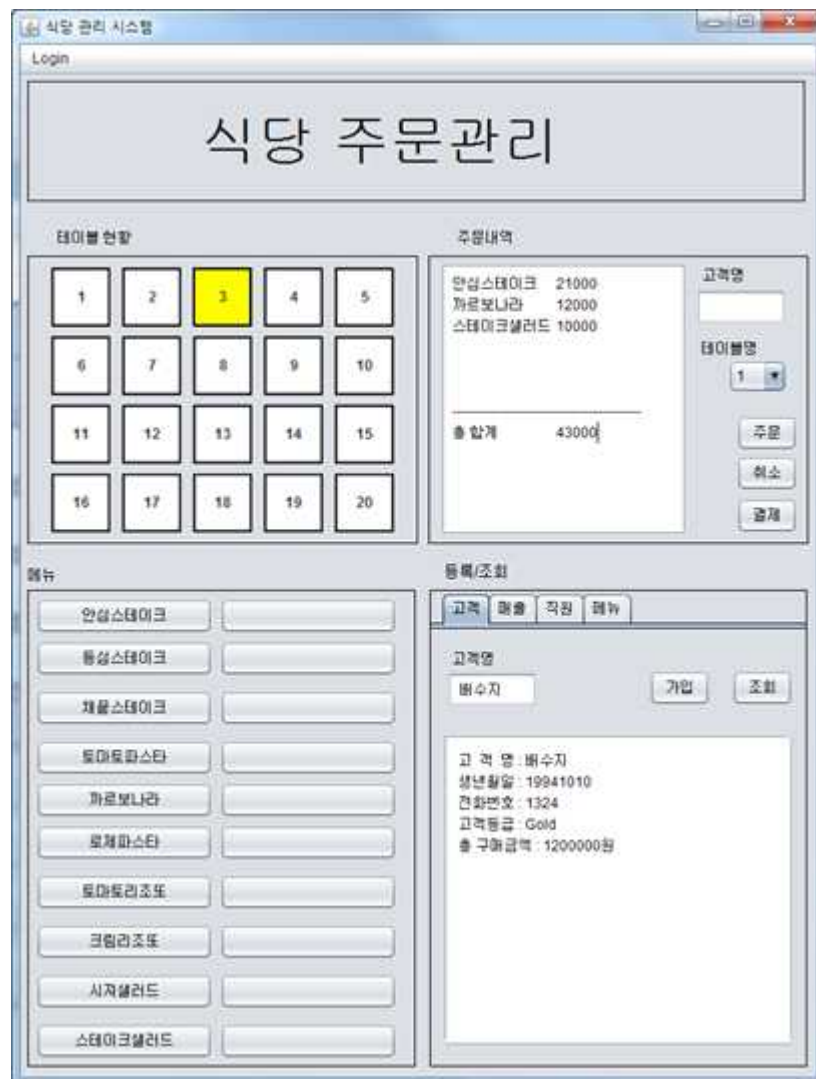 식당 관리 시스템
Login
식당 주문관리
테이블 현황
1 2 3 4 5
6 7 8 9 10
11 12 13 14 15
16 17 18 19 20
주문내역
안심스테이크 21000
까르보나라 12000
스테이크샐러드 10000
총 합계 43000
고객명
테이블명
1
주문
취소
결제
메뉴
안심스테이크
등심스테이크
채끝스테이크
토마토파스타
까르보나라
로제파스타
토마토리조또
크림리조또
시저샐러드
스테이크샐러드
등록/조회
고객 매출 직원 메뉴
고객명
배수지 가입 조회
고 객 명 : 배수지
생년월일 : 19941010
전화번호 : 1324
고객등급 : Gold
총 구매금액 : 1200000원